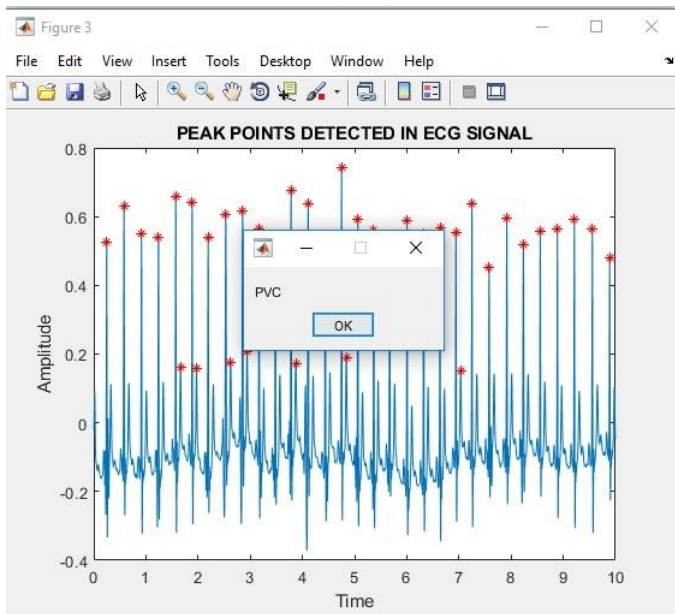 Figure 3
File Edit View Insert Tools Desktop Window Help
PEAK POINTS DETECTED IN ECG SIGNAL
0.8
0.6
0.4
0.2
0
-0.2
-0.4
Amplitude
PVC
OK
0 1 2 3 4 5 6 7 8 9 10
Time